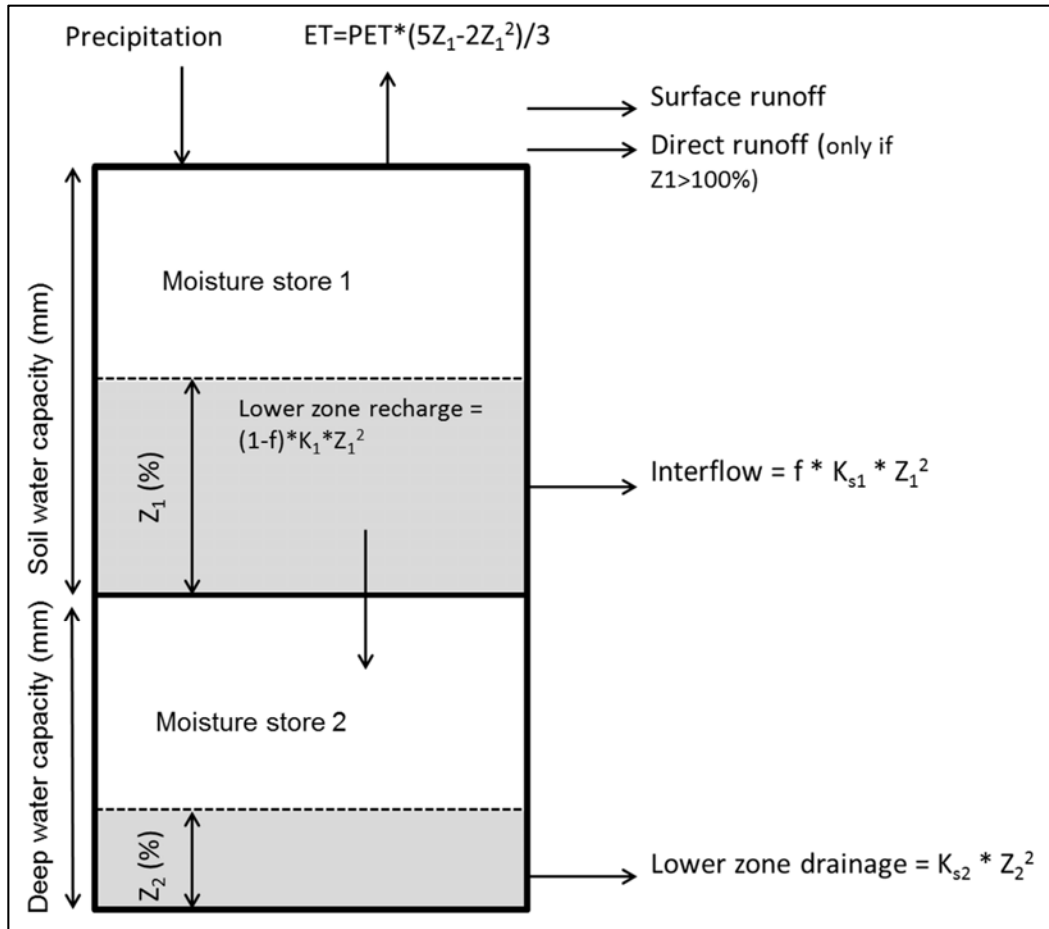 Precipitation
ET=PET*(5Z₁-2Z₁²)/3
Surface runoff
Direct runoff (only if
Z1>100%)
Soil water capacity (mm)
Moisture store 1
Z₁ (%)
Lower zone recharge =
(1-f)*K₁*Z₁²
Interflow = f * Kₛ₁ * Z₁²
Deep water capacity (mm)
Moisture store 2
Z₂ (%)
Lower zone drainage = Kₛ₂ * Z₂²